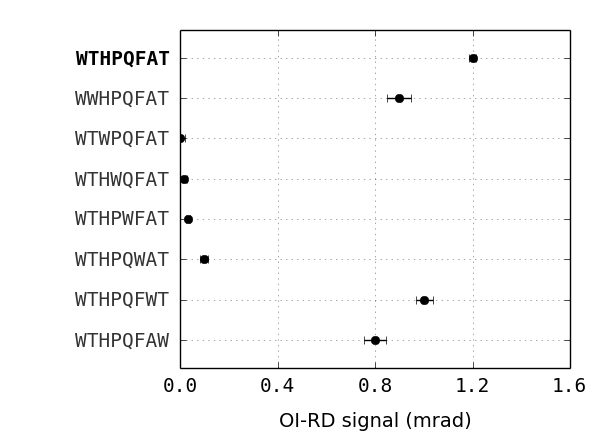 WTHPQFAT
WWHPQFAT
WTWPQFAT
WTHWQFAT
WTHPWFAT
WTHPQWAT
WTHPQFWT
WTHPQFAW
0.0 0.4 0.8 1.2 1.6
OI-RD signal (mrad)